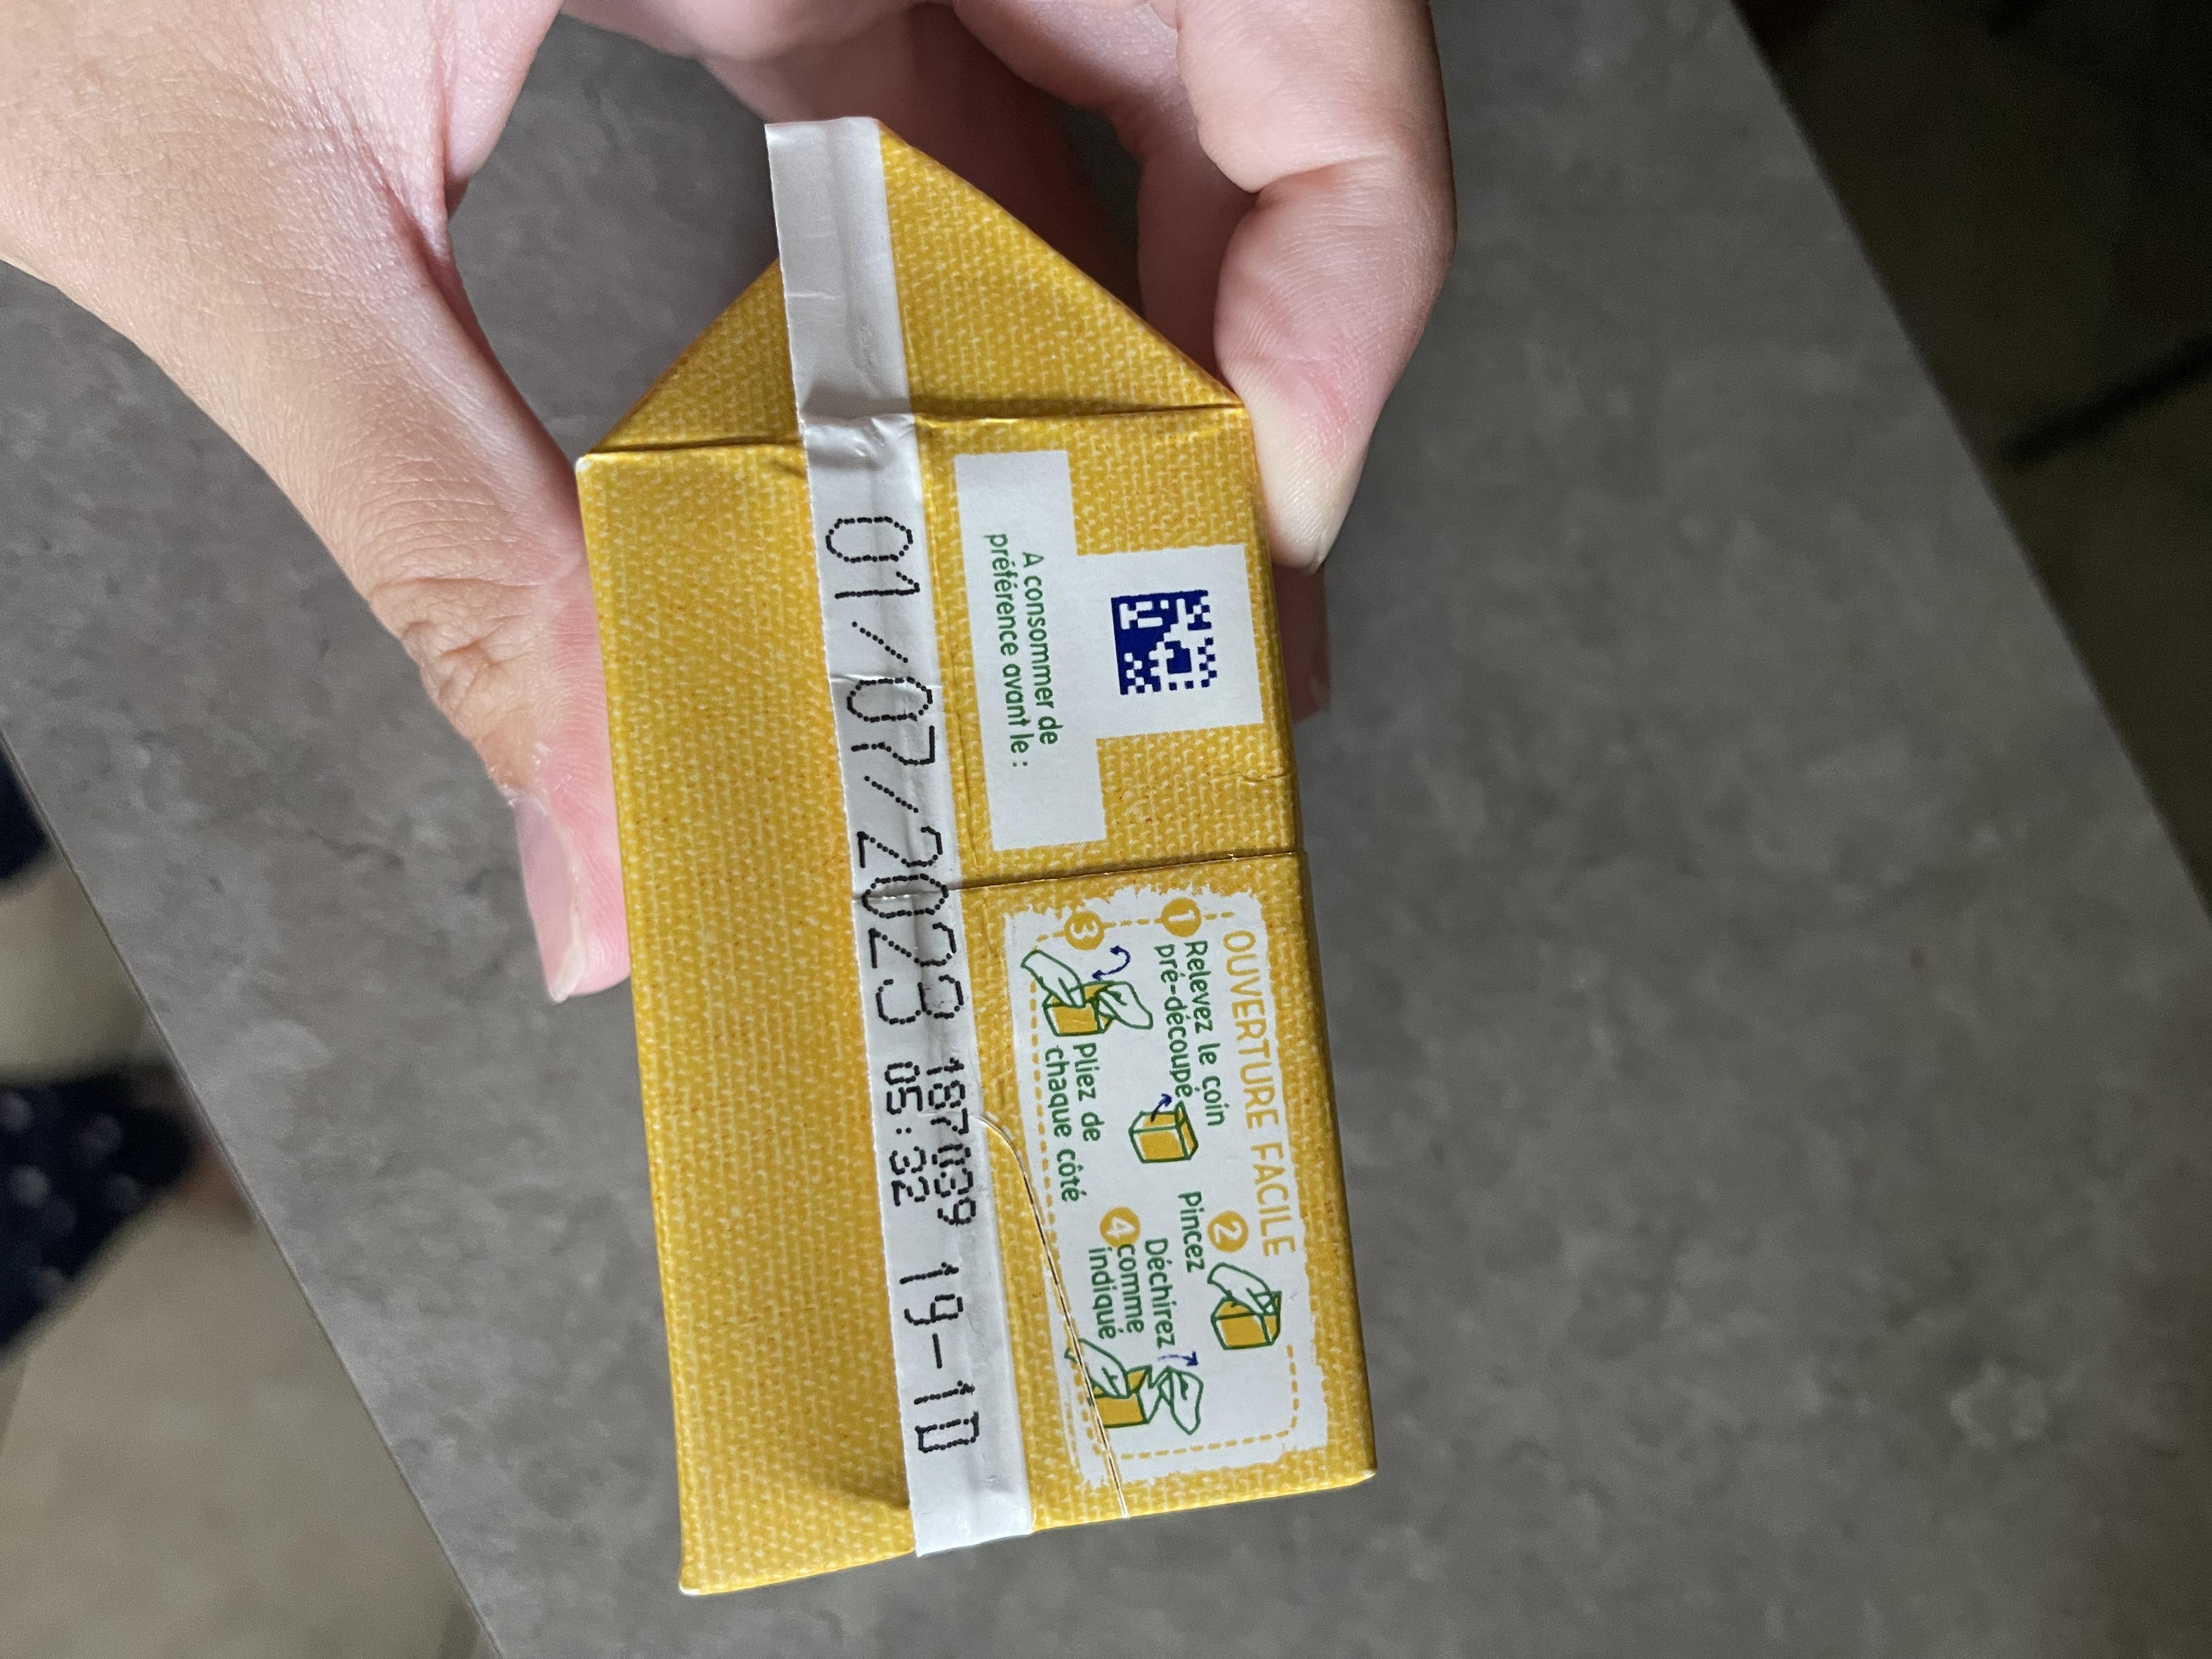 A consommer de
préférence avant le :
01/07/2023 187039 19-1D
05:32
OUVERTURE FACILE
1 Relevez le coin
pré-découpé
2
Pincez
3
Pliez de
chaque côté
4
Déchirez
comme
indiqué